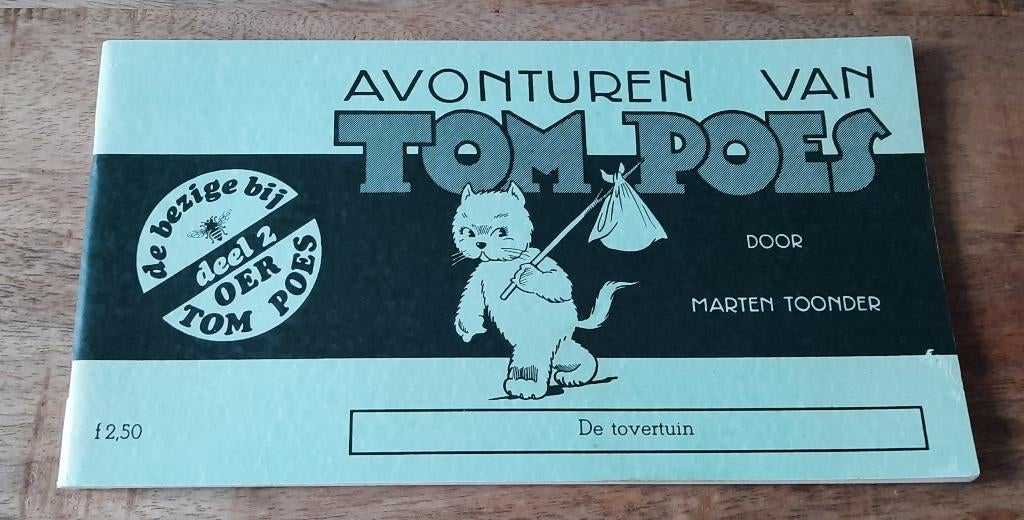 AVONTUREN VAN
TOM POES
DOOR
MARTEN TOONDER
de bezige bij
deel 2
OER
TOM POES
f 2,50
De tovertuin